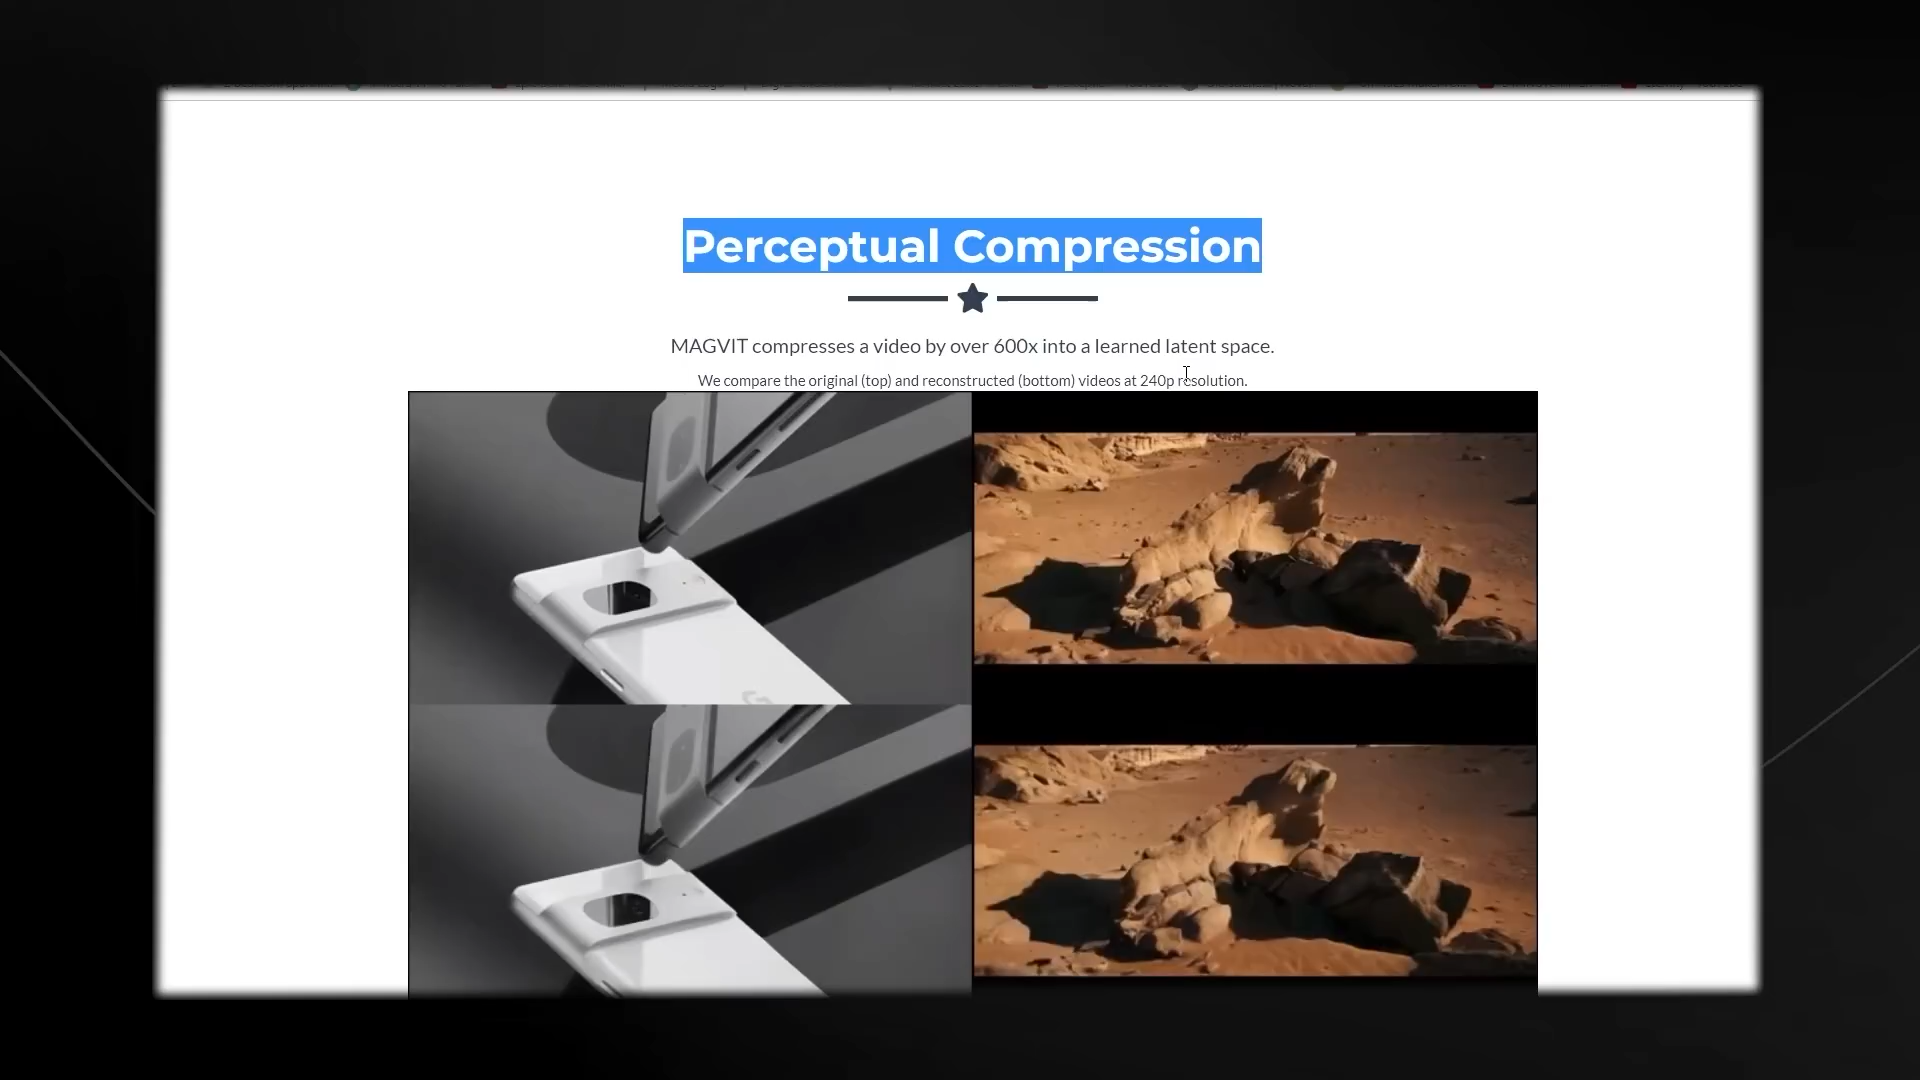 Perceptual Compression
MAGVIT compresses a video by over 600x into a learned latent space.
We compare the original (top) and reconstructed (bottom) videos at 240p resolution.